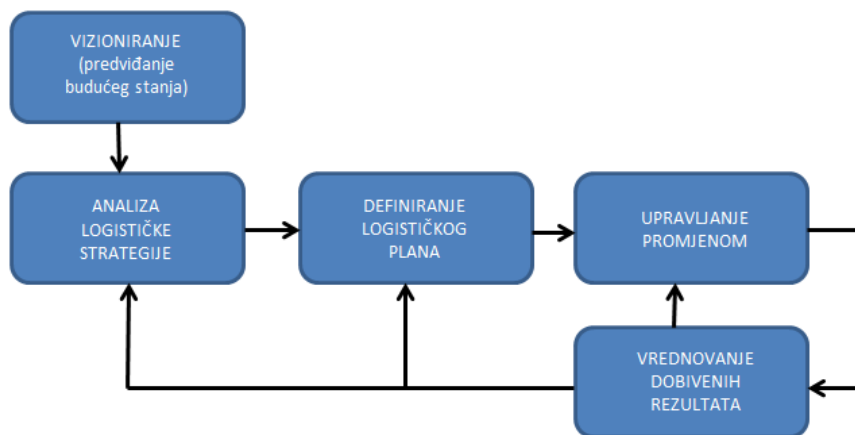 VIZIONIRANJE
(predviđanje
budućeg stanja)
ANALIZA
LOGISTIČKE
STRATEGIJE
DEFINIRANJE
LOGISTIČKOG
PLANA
UPRAVLJANJE
PROMJENOM
VREDNOVANJE
DOBIVENIH
REZULTATA